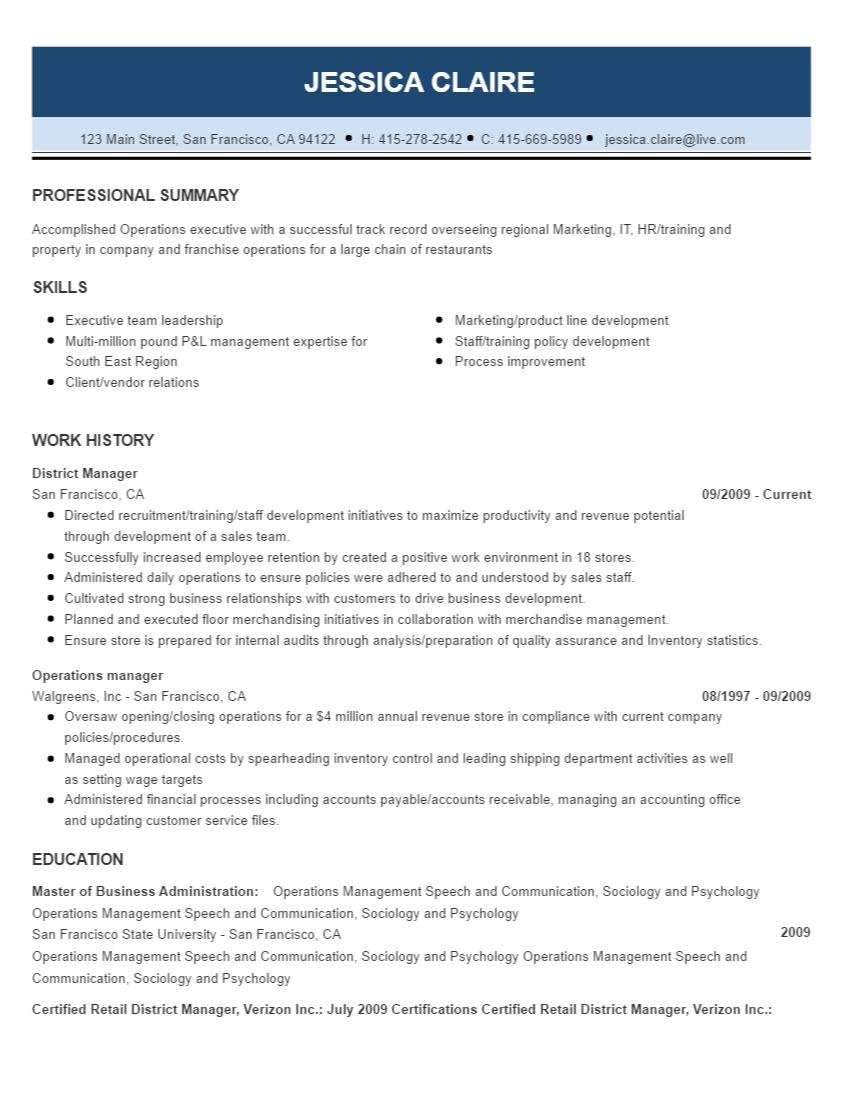 JESSICA CLAIRE
123 Main Street, San Francisco, CA 94122 ● H: 415-278-2542 ● C: 415-669-5989 ● jessica.claire@live.com
PROFESSIONAL SUMMARY
Accomplished Operations executive with a successful track record overseeing regional Marketing, IT, HR/training and
property in company and franchise operations for a large chain of restaurants
SKILLS
● Executive team leadership
● Multi-million pound P&L management expertise for
South East Region
● Client/vendor relations
● Marketing/product line development
● Staff/training policy development
● Process improvement
WORK HISTORY
District Manager
San Francisco, CA 09/2009 - Current
● Directed recruitment/training/staff development initiatives to maximize productivity and revenue potential
through development of a sales team.
● Successfully increased employee retention by created a positive work environment in 18 stores.
● Administered daily operations to ensure policies were adhered to and understood by sales staff.
● Cultivated strong business relationships with customers to drive business development.
● Planned and executed floor merchandising initiatives in collaboration with merchandise management.
● Ensure store is prepared for internal audits through analysis/preparation of quality assurance and Inventory statistics.
Operations manager
Walgreens, Inc - San Francisco, CA 08/1997 - 09/2009
● Oversaw opening/closing operations for a $4 million annual revenue store in compliance with current company
policies/procedures.
● Managed operational costs by spearheading inventory control and leading shipping department activities as well
as setting wage targets
● Administered financial processes including accounts payable/accounts receivable, managing an accounting office
and updating customer service files.
EDUCATION
Master of Business Administration: Operations Management Speech and Communication, Sociology and Psychology
Operations Management Speech and Communication, Sociology and Psychology
San Francisco State University - San Francisco, CA 2009
Operations Management Speech and Communication, Sociology and Psychology Operations Management Speech and
Communication, Sociology and Psychology
Certified Retail District Manager, Verizon Inc.: July 2009 Certifications Certified Retail District Manager, Verizon Inc.: